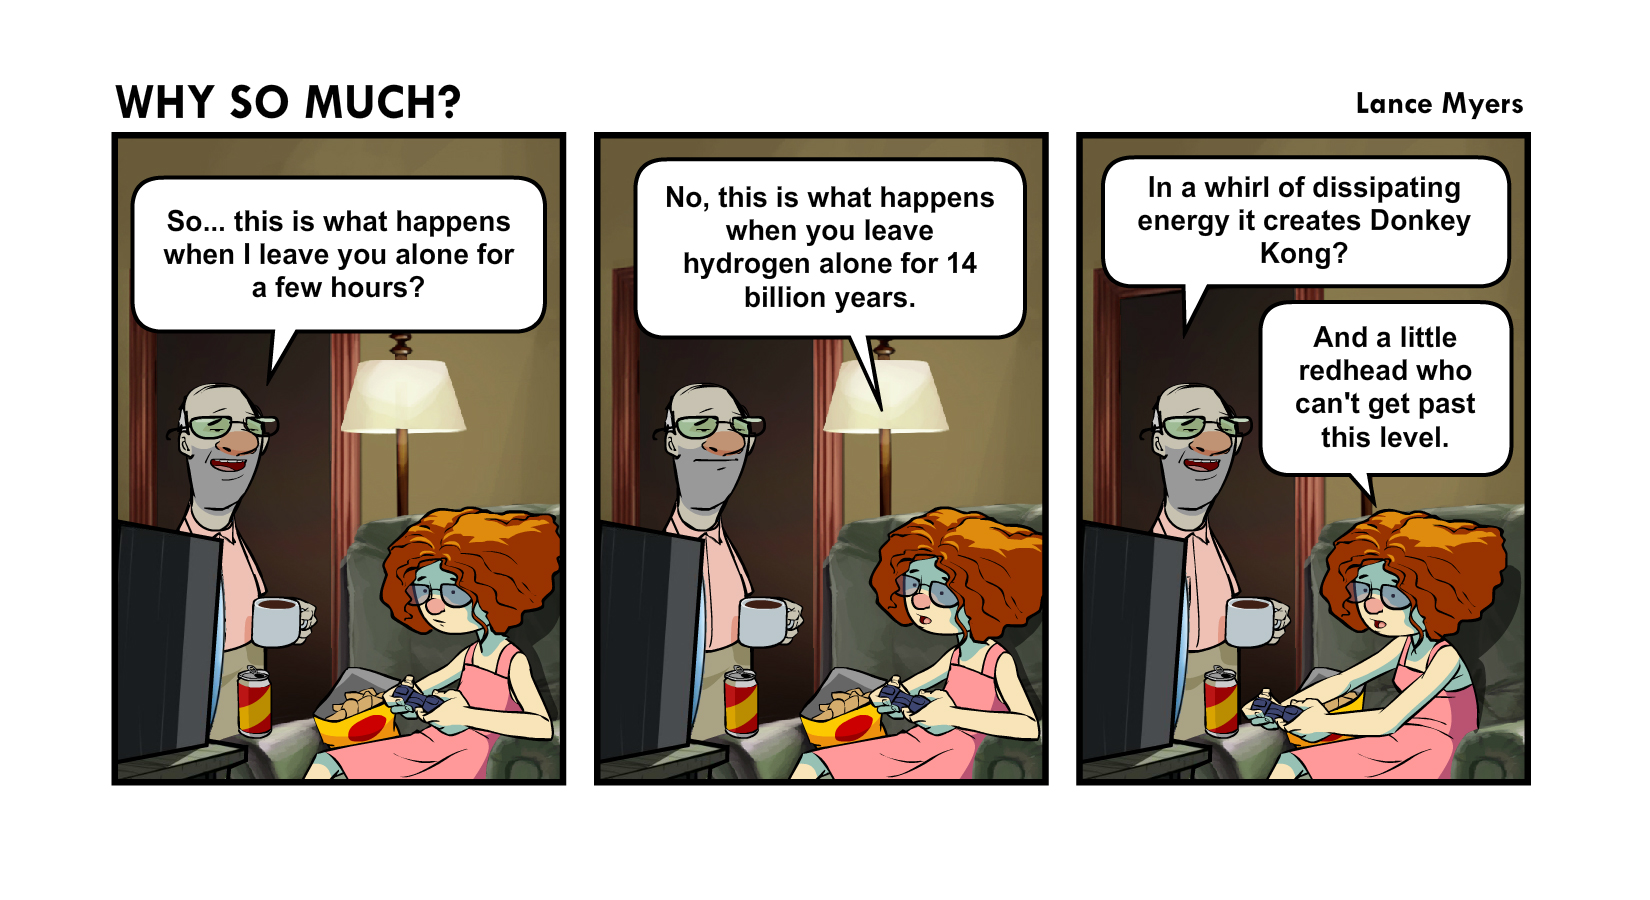 WHY SO MUCH?
Lance Myers
So... this is what happens
when I leave you alone for
a few hours?
No, this is what happens
when you leave
hydrogen alone for 14
billion years.
In a whirl of dissipating
energy it creates Donkey
Kong?
And a little
redhead who
can't get past
this level.